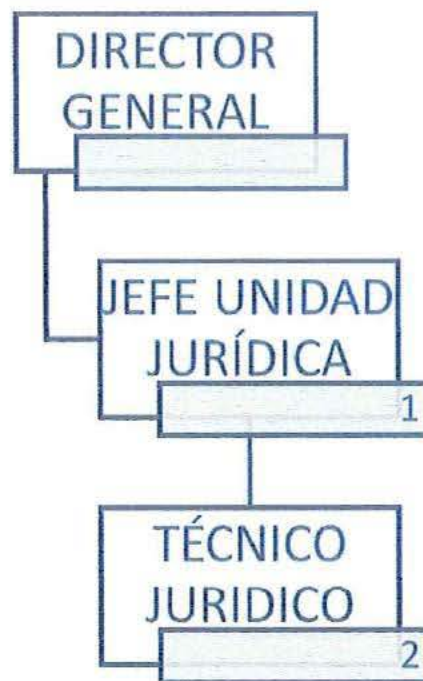 DIRECTOR
GENERAL
JEFE UNIDAD
JURÍDICA
1
TÉCNICO
JURIDICO
2